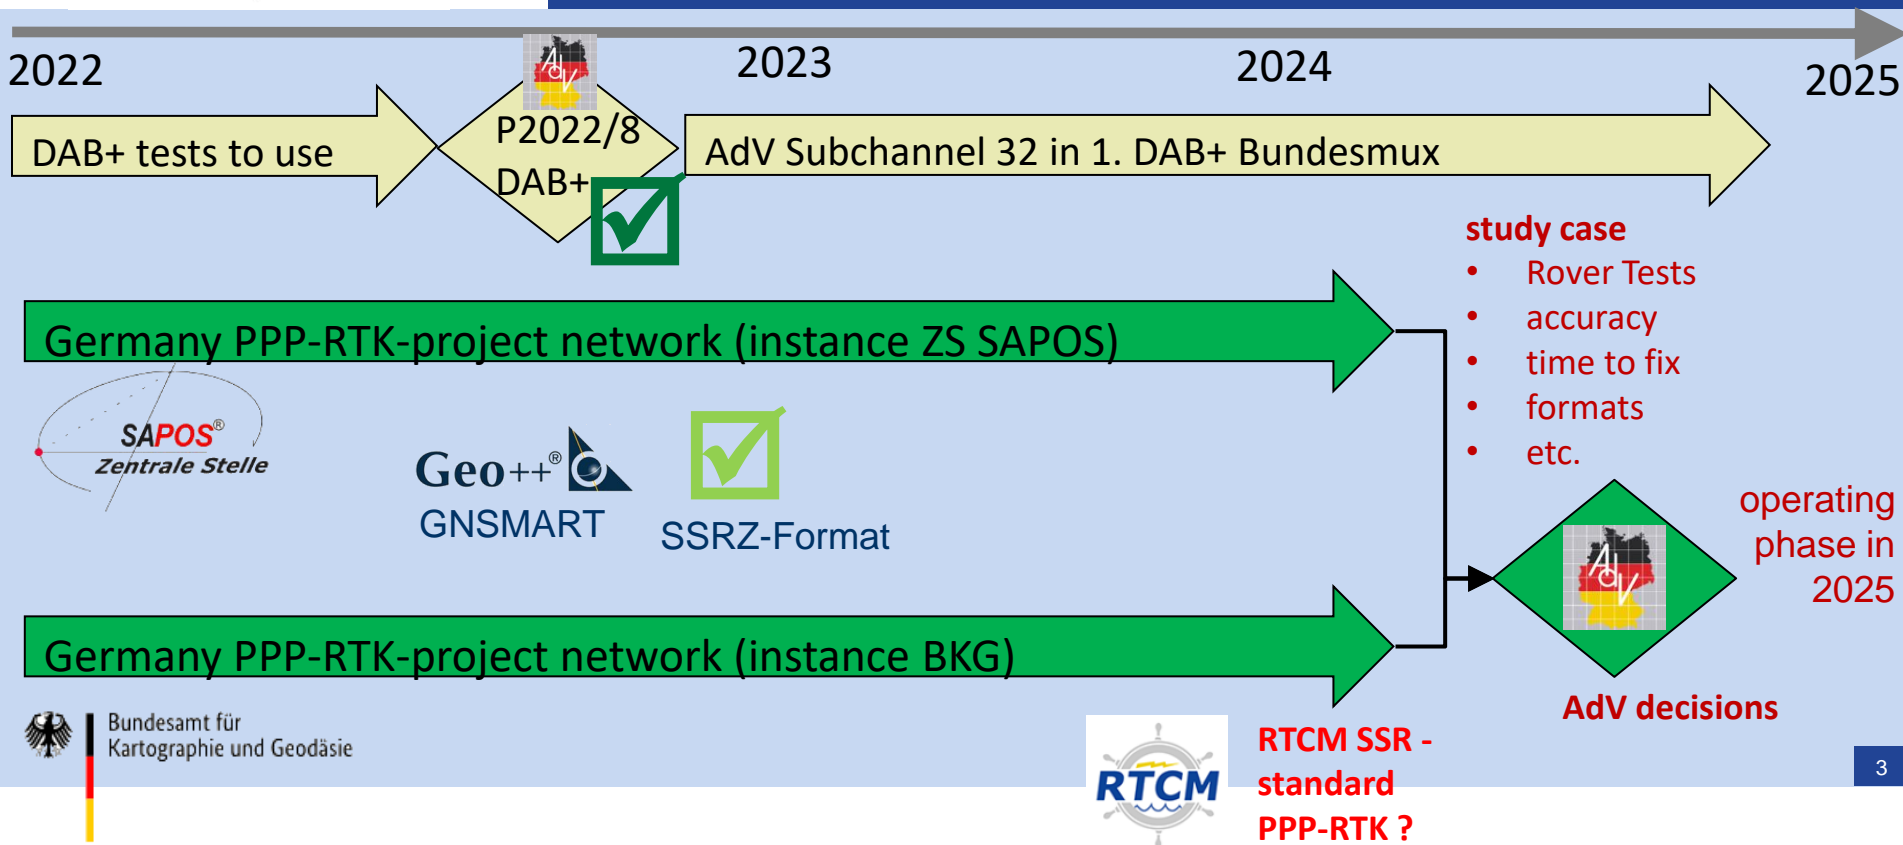 2022
2023
2024
2025
AdV
DAB+ tests to use
P2022/8
DAB+
AdV Subchannel 32 in 1. DAB+ Bundesmux
study case
• Rover Tests
• accuracy
• time to fix
• formats
• etc.
Germany PPP-RTK-project network (instance ZS SAPOS)
SAPOS®
Zentrale Stelle
Geo++®
GNSMART
SSRZ-Format
operating
phase in
2025
AdV
Germany PPP-RTK-project network (instance BKG)
AdV decisions
Bundesamt für
Kartographie und Geodäsie
RTCM
RTCM SSR -
standard
PPP-RTK ?
3